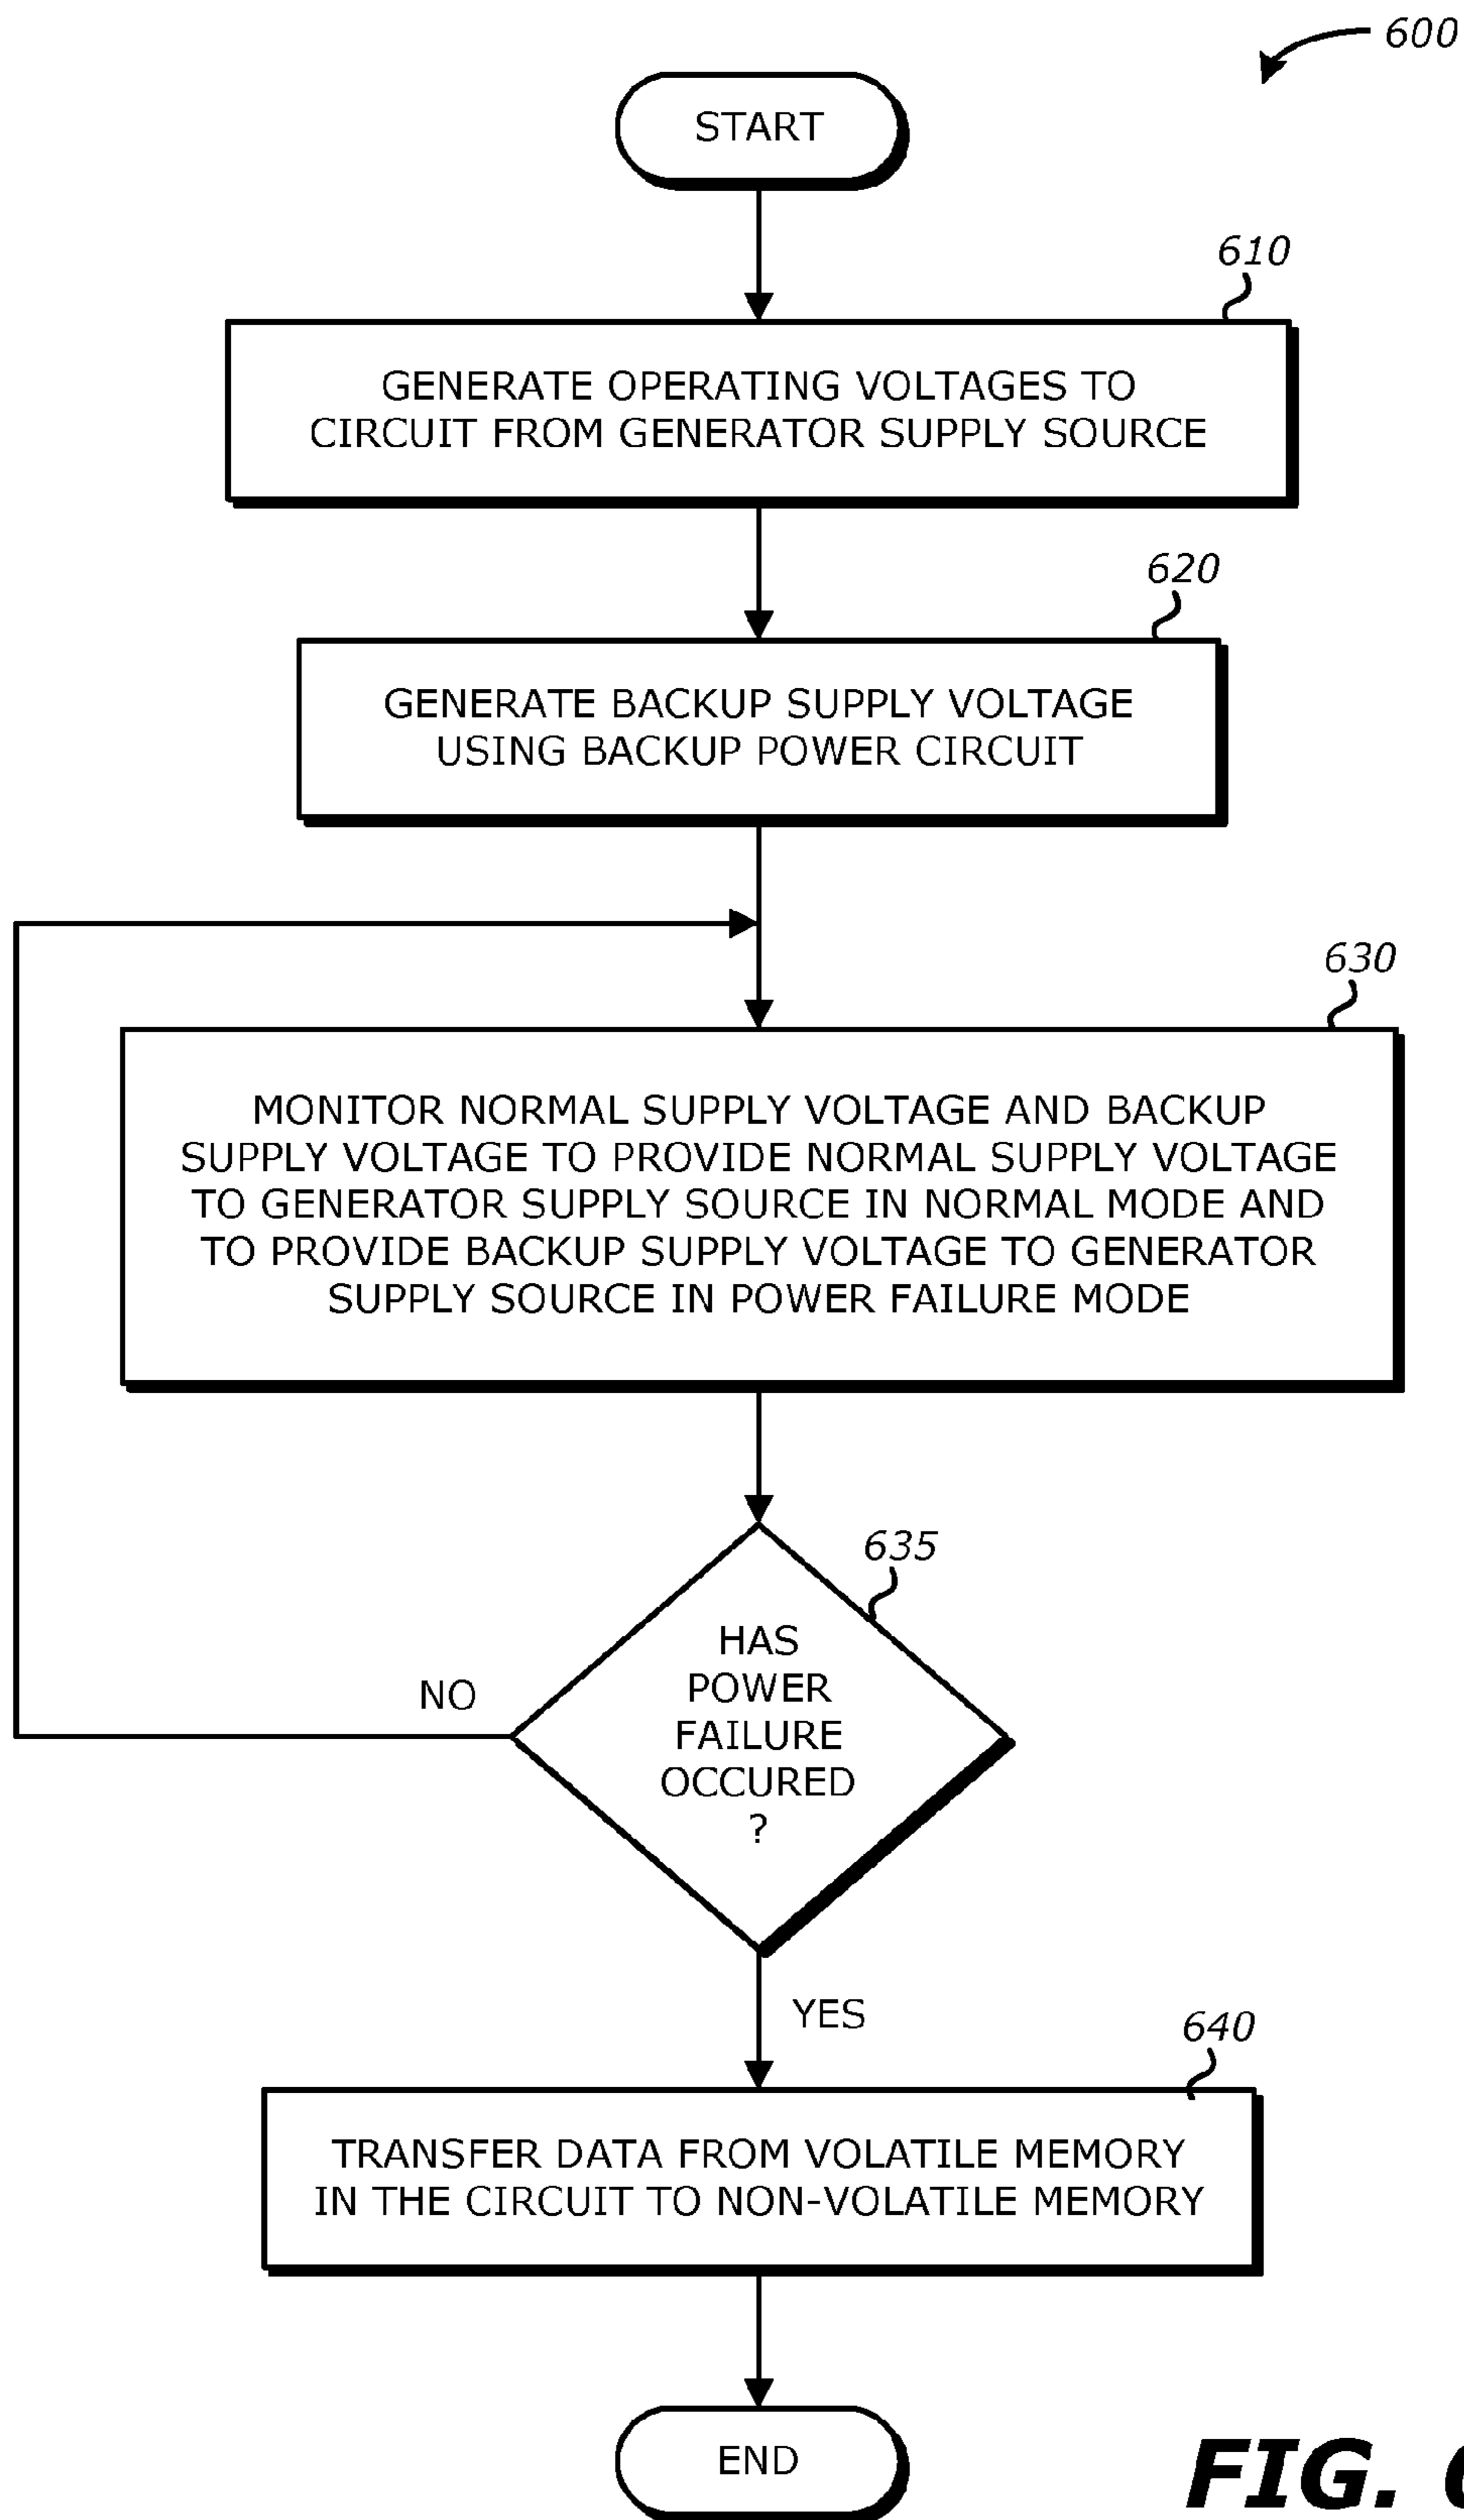 600
START
610
GENERATE OPERATING VOLTAGES TO
CIRCUIT FROM GENERATOR SUPPLY SOURCE
620
GENERATE BACKUP SUPPLY VOLTAGE
USING BACKUP POWER CIRCUIT
630
MONITOR NORMAL SUPPLY VOLTAGE AND BACKUP
SUPPLY VOLTAGE TO PROVIDE NORMAL SUPPLY VOLTAGE
TO GENERATOR SUPPLY SOURCE IN NORMAL MODE AND
TO PROVIDE BACKUP SUPPLY VOLTAGE TO GENERATOR
SUPPLY SOURCE IN POWER FAILURE MODE
635
HAS
POWER
FAILURE
OCCURED
?
NO
YES
640
TRANSFER DATA FROM VOLATILE MEMORY
IN THE CIRCUIT TO NON-VOLATILE MEMORY
END
FIG.